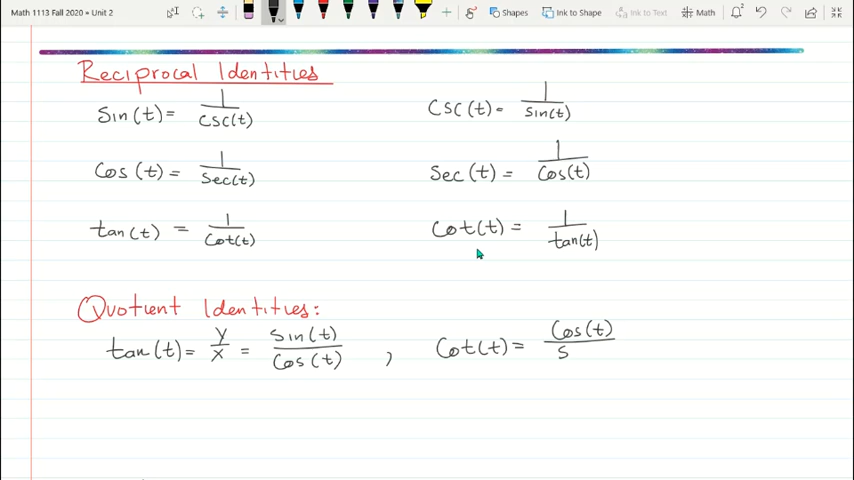 Math 1113 Fall 2020 » Unit 2 Shapes Ink to Shape Ink to Text Math
Reciprocal Identities
Sin(t) = 1/CSC(t) CSC(t) = 1/Sin(t)
Cos(t) = 1/Sec(t) Sec(t) = 1/Cos(t)
tan(t) = 1/Cot(t) Cot(t) = 1/tan(t)
Quotient Identities:
tan(t) = y/x = Sin(t)/Cos(t) , Cot(t) = Cos(t)/S